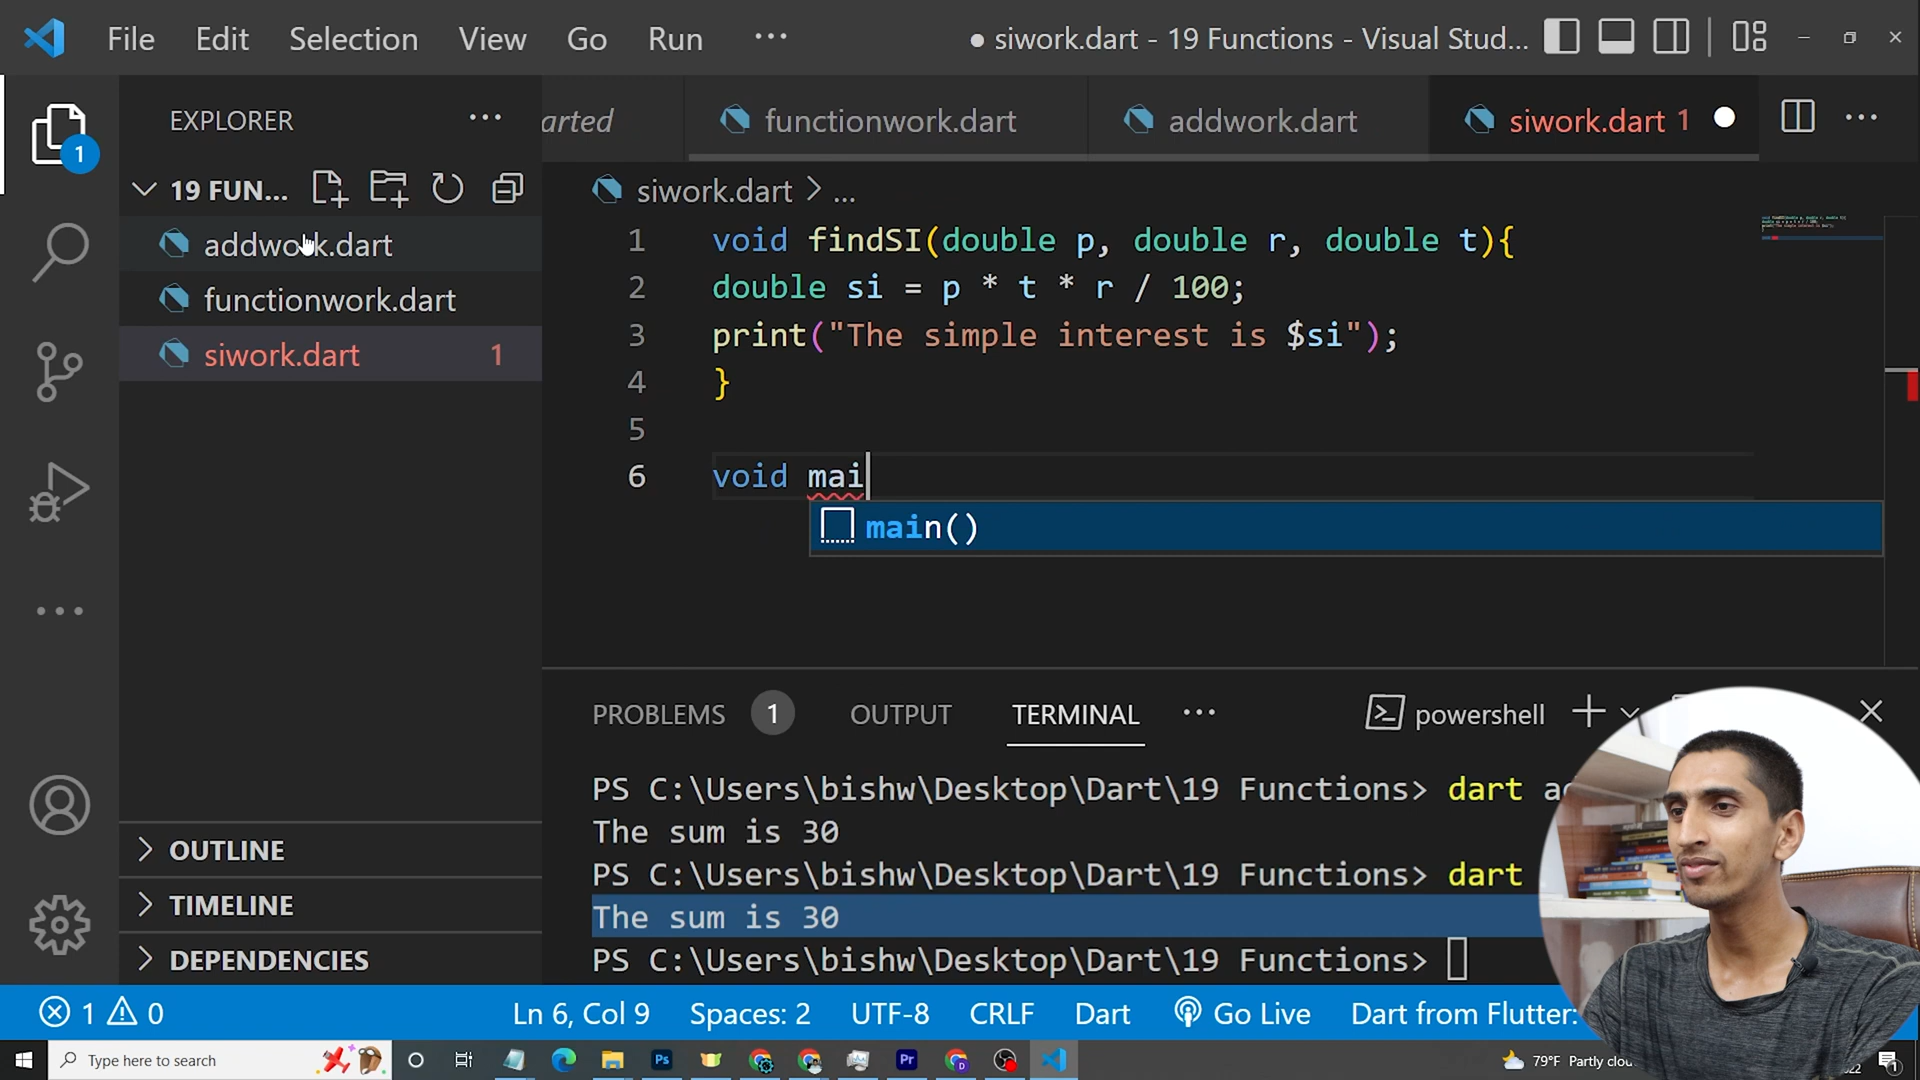 File Edit Selection View Go Run ···
● siwork.dart - 19 Functions - Visual Stud...
EXPLORER ···
arted functionwork.dart addwork.dart siwork.dart 1
19 FUN...
addwork.dart
functionwork.dart
siwork.dart 1
siwork.dart > ...
1 void findSI(double p, double r, double t){
2 double si = p * t * r / 100;
3 print("The simple interest is $si");
4 }
5
6 void mai
main()
PROBLEMS 1 OUTPUT TERMINAL ··· powershell
PS C:\Users\bishw\Desktop\Dart\19 Functions> dart
The sum is 30
PS C:\Users\bishw\Desktop\Dart\19 Functions> dart
The sum is 30
PS C:\Users\bishw\Desktop\Dart\19 Functions>
1
OUTLINE
TIMELINE
DEPENDENCIES
1 0 Ln 6, Col 9 Spaces: 2 UTF-8 CRLF Dart Go Live Dart from Flutter:
Type here to search Ps Pr D 79°F Partly 1